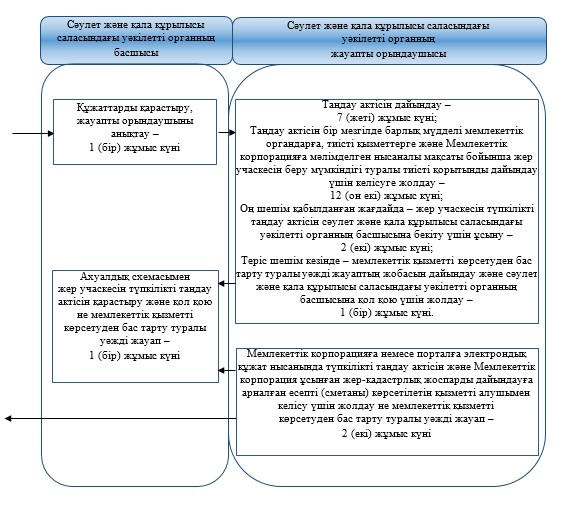 Сәулет және қала құрылысы
саласындағы уәкілетті органның
басшысы
Сәулет және қала құрылысы саласындағы
уәкілетті органның
жауапты орындаушысы
Құжаттарды қарастыру,
жауапты орындаушыны
анықтау –
1 (бір) жұмыс күні
Таңдау актісін дайындау –
7 (жеті) жұмыс күні;
Таңдау актісін бір мезгілде барлық мүдделі мемлекеттік
органдарға, тиісті қызметтерге және Мемлекеттік
корпорацияға мәлімделген нысаналы мақсаты бойынша жер
учаскесін беру мүмкіндігі туралы тиісті қорытынды дайындау
үшін келісуге жолдау –
12 (он екі) жұмыс күні;
Оң шешім қабылданған жағдайда – жер учаскесін түпкілікті
таңдау актісін сәулет және қала құрылысы саласындағы
уәкілетті органның басшысына бекіту үшін ұсыну –
2 (екі) жұмыс күні;
Теріс шешім кезінде – мемлекеттік қызметті көрсетуден бас
тарту туралы уәжді жауаптың жобасын дайындау және сәулет
және қала құрылысы саласындағы уәкілетті органның
басшысына қол қою үшін жолдау –
1 (бір) жұмыс күні.
Ахуалдық схемасымен
жер учаскесін түпкілікті таңдау
актісін қарастыру және қол қою
не мемлекеттік қызметті
көрсетуден бас тарту туралы
уәжді жауап –
1 (бір) жұмыс күні
Мемлекеттік корпорацияға немесе порталға электрондық
құжат нысанында түпкілікті таңдау актісін және Мемлекеттік
корпорация ұсынған жер-кадастрлық жоспарды дайындауға
арналған есепті (сметаны) көрсетілетін қызметті алушымен
келісу үшін жолдау не мемлекеттік қызметті
көрсетуден бас тарту туралы уәжді жауап –
2 (екі) жұмыс күні